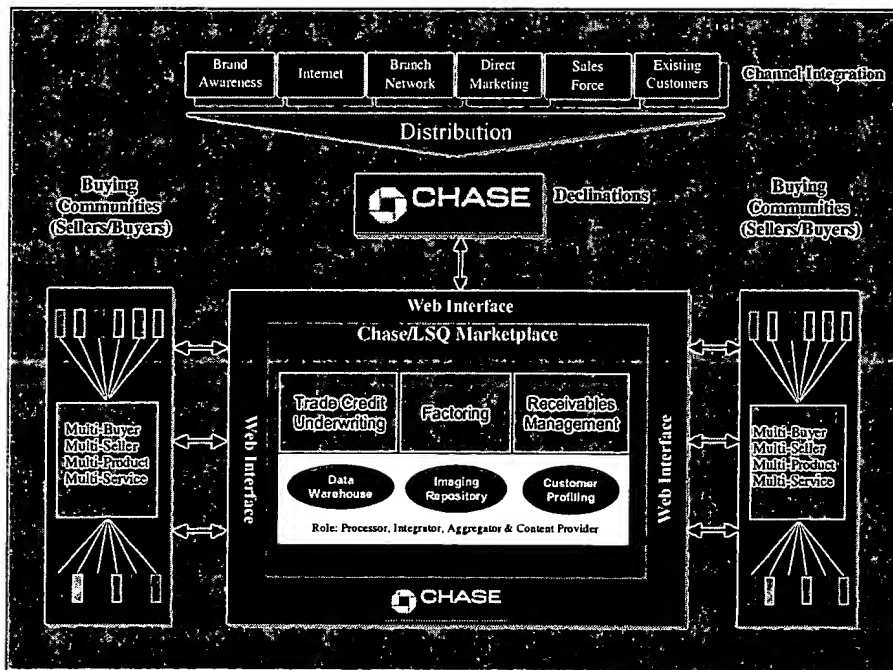 Brand
Awareness
Internet
Branch
Network
Direct
Marketing
Sales
Force
Existing
Customers
Channel Integration
Distribution
Buying
Communities
(Sellers/Buyers)
CHASE
Declinations
Buying
Communities
(Sellers/Buyers)
Web Interface
Chase/LSQ Marketplace
Trade Credit
Underwriting
Factoring
Receivables
Management
Multi-Buyer
Multi-Seller
Multi-Product
Multi-Service
Web Interface
Data
Warehouse
Imaging
Repository
Customer
Profiling
Role: Processor, Integrator, Aggregator & Content Provider
Web Interface
Multi-Buyer
Multi-Seller
Multi-Product
Multi-Service
CHASE